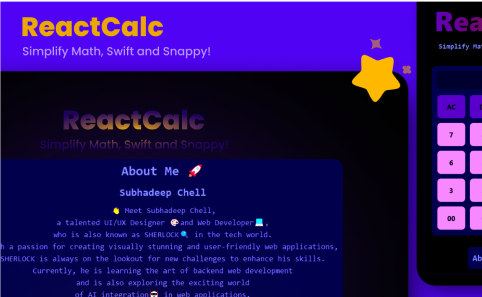 ReactCalc
Simplify Math, Swift and Snappy!
ReactCalc
Simplify Math, Swift and Snappy!
About Me 🚀
Subhadeep Chell
👋 Meet Subhadeep Chell,
a talented UI/UX Designer 🎨and Web Developer💻,
who is also known as SHERLOCK🔍 in the tech world.
h a passion for creating visually stunning and user-friendly web applications,
SHERLOCK is always on the lookout for new challenges to enhance his skills.
Currently, he is learning the art of backend web development
and is also exploring the exciting world
of AI integration😎 in web applications.
Rea
Simplify Ma
AC
7
6
3
00
Ab